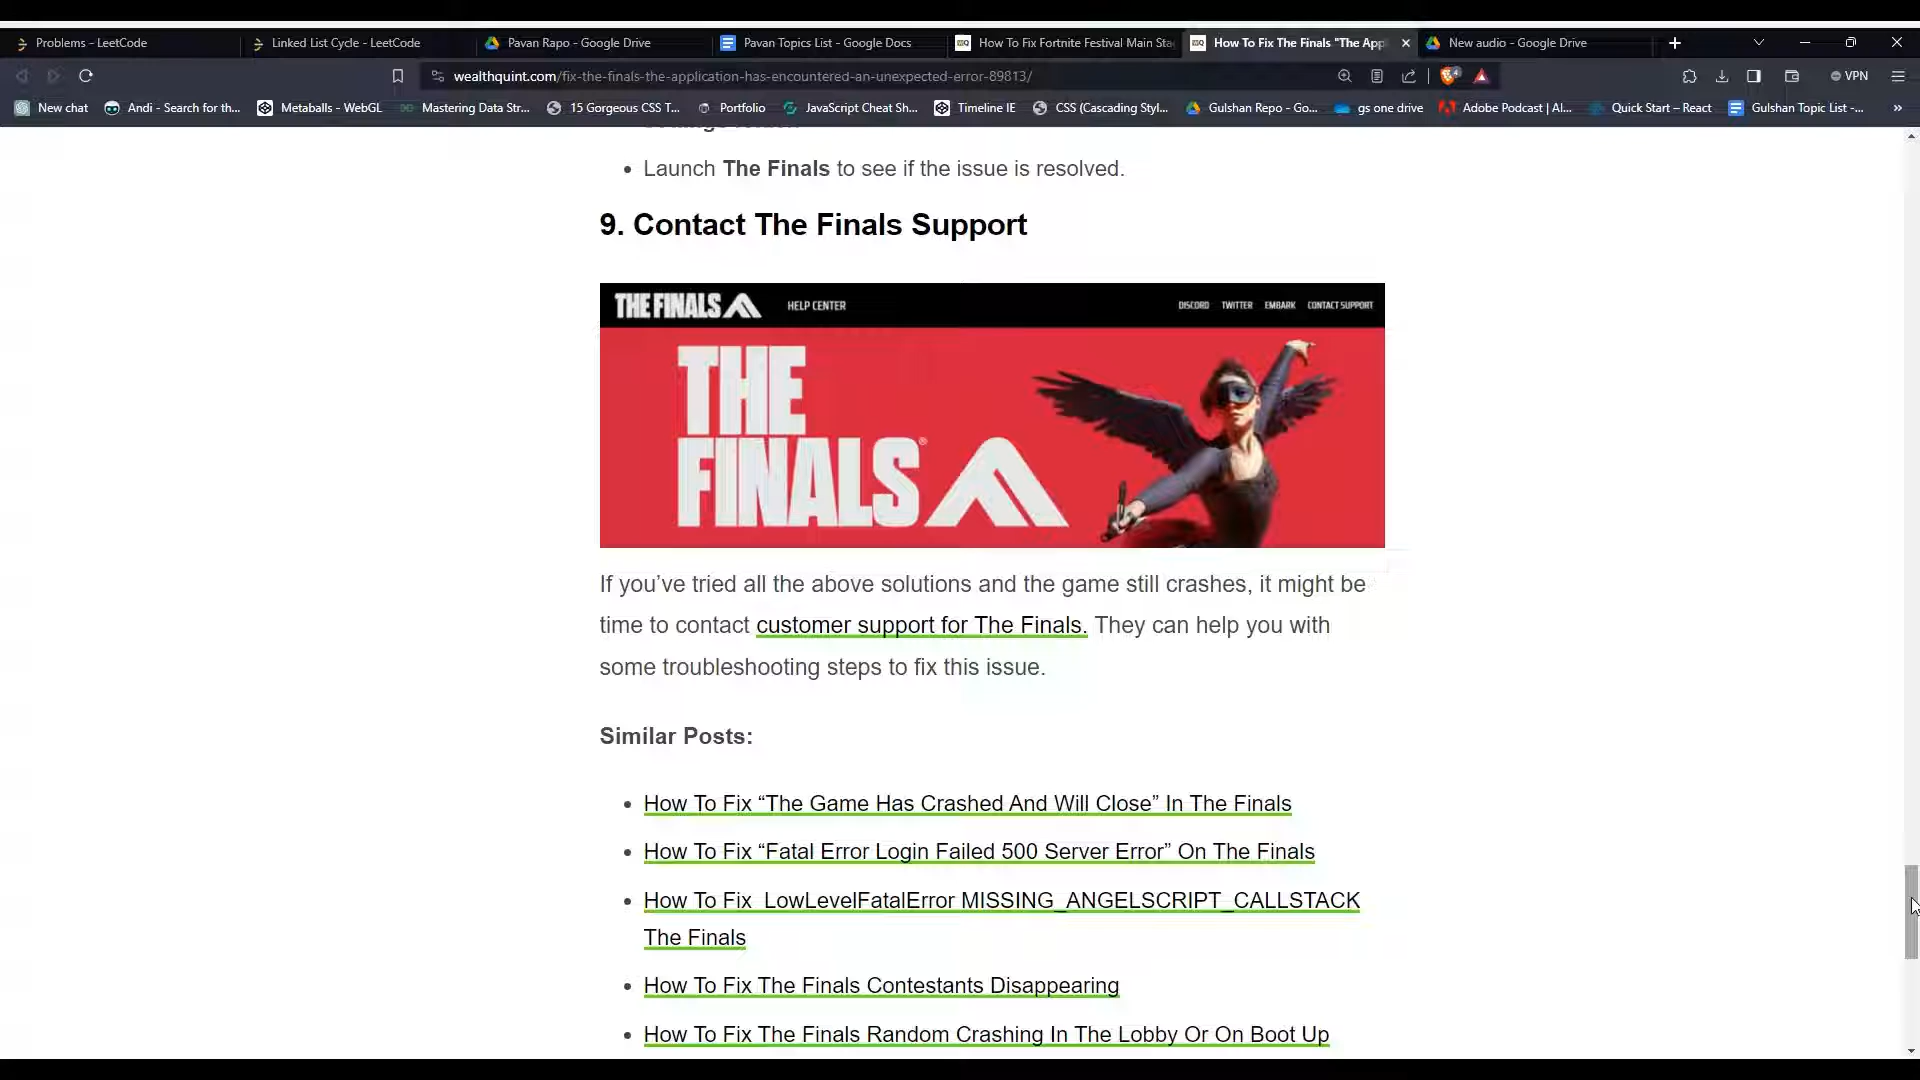 Problems - LeetCode
Linked List Cycle - LeetCode
Pavan Rapo - Google Drive
Pavan Topics List - Google Docs
How To Fix Fortnite Festival Main Sta
How To Fix The Finals "The App
New audio - Google Drive
wealthquint.com/fix-the-finals-the-application-has-encountered-an-unexpected-error-89813/
VPN
New chat
Andi - Search for th...
Metaballs - WebGL
Mastering Data Str...
15 Gorgeous CSS T...
Portfolio
JavaScript Cheat Sh...
Timeline IE
CSS (Cascading Styl...
Gulshan Repo - Go...
gs one drive
Adobe Podcast | Al...
Quick Start – React
Gulshan Topic List -...
Launch The Finals to see if the issue is resolved.
9. Contact The Finals Support
THE FINALS
HELP CENTER
DISCORD
TWITTER
EMBARK
CONTACT SUPPORT
THE
FINALS®
If you’ve tried all the above solutions and the game still crashes, it might be
time to contact customer support for The Finals. They can help you with
some troubleshooting steps to fix this issue.
Similar Posts:
How To Fix “The Game Has Crashed And Will Close” In The Finals
How To Fix “Fatal Error Login Failed 500 Server Error” On The Finals
How To Fix  LowLevelFatalError MISSING_ANGELSCRIPT_CALLSTACK
The Finals
How To Fix The Finals Contestants Disappearing
How To Fix The Finals Random Crashing In The Lobby Or On Boot Up